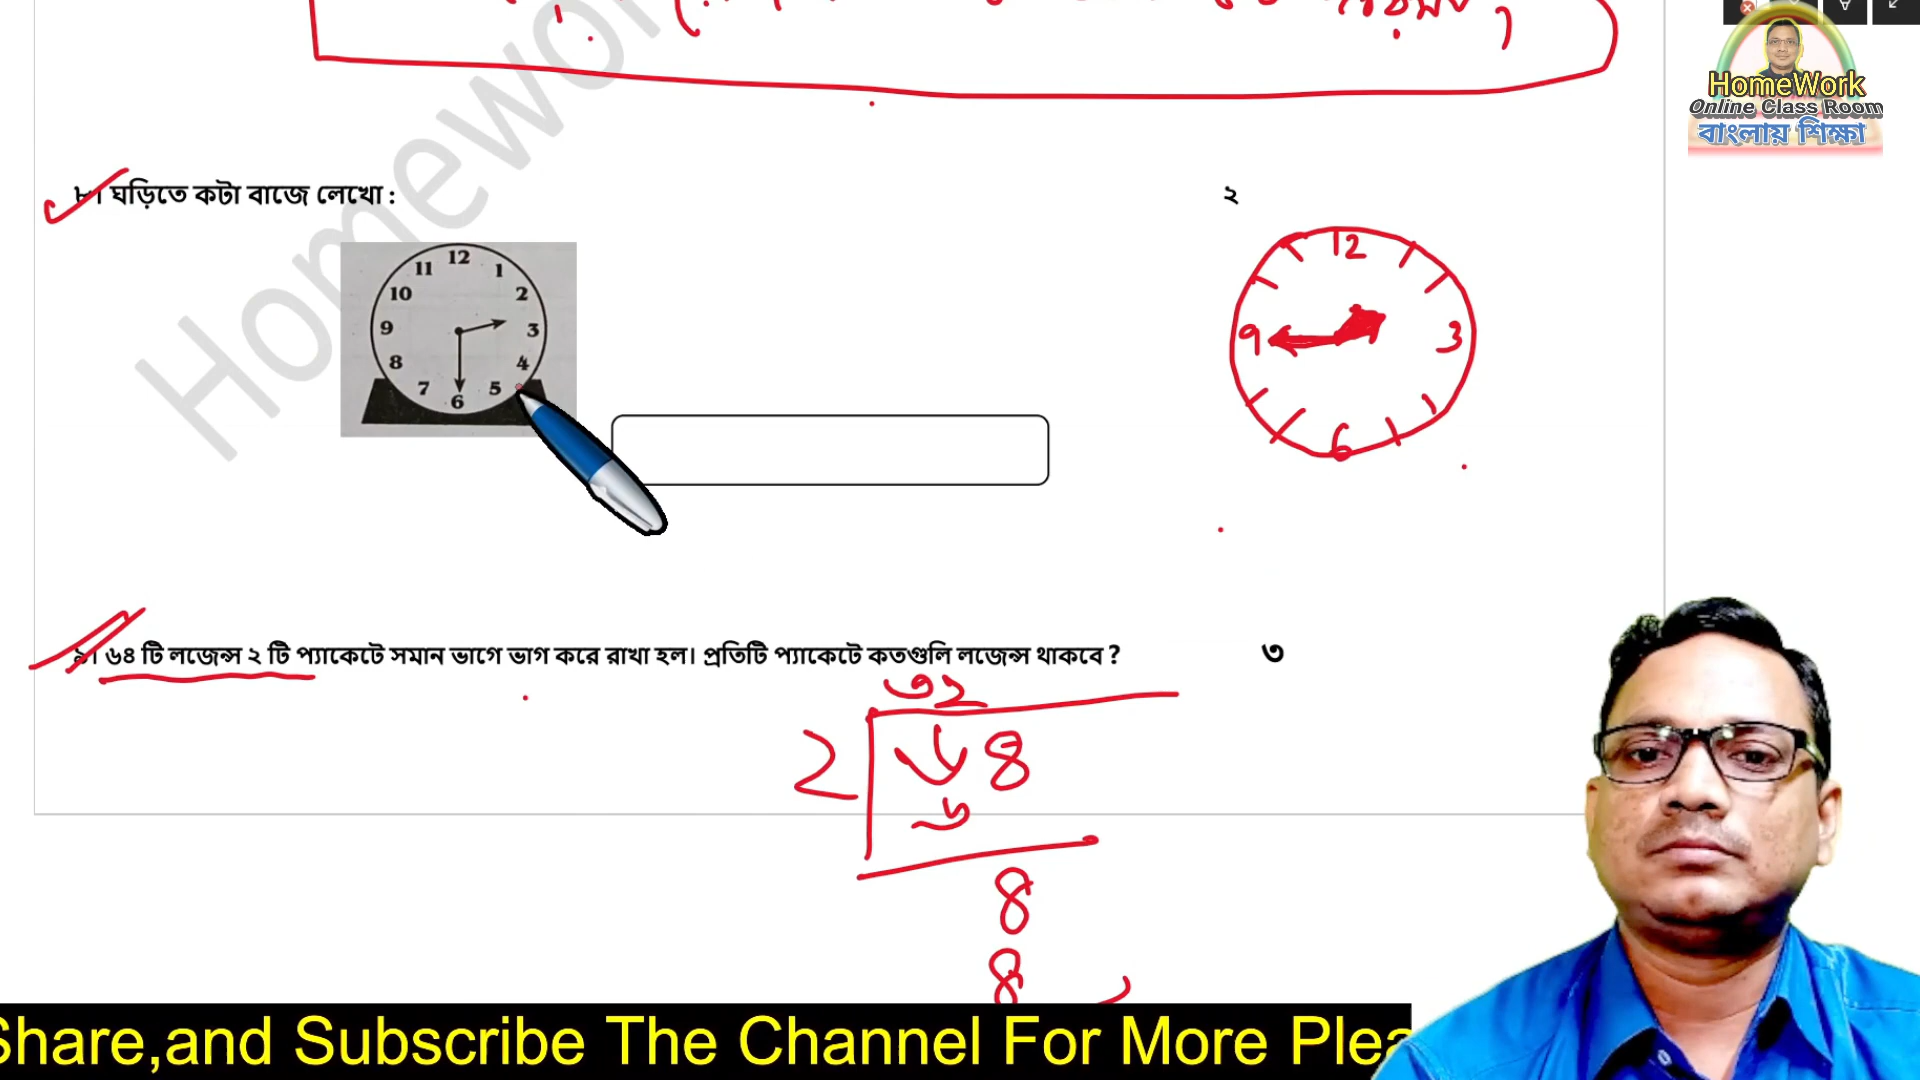 HomeWork
Online Class Room
বাংলায় শিক্ষা
৮। ঘড়িতে কটা বাজে লেখো : ২
12
11 1
10 2
9 3
8 4
7 5
6
12
9 3
6
৯। ৬৪ টি লজেন্স ২ টি প্যাকেটে সমান ভাগে ভাগ করে রাখা হল। প্রতিটি প্যাকেটে কতগুলি লজেন্স থাকবে ? ৩
৩২
২ ৬৪
৬
৪
৪
Share,and Subscribe The Channel For More Plea
Homewor